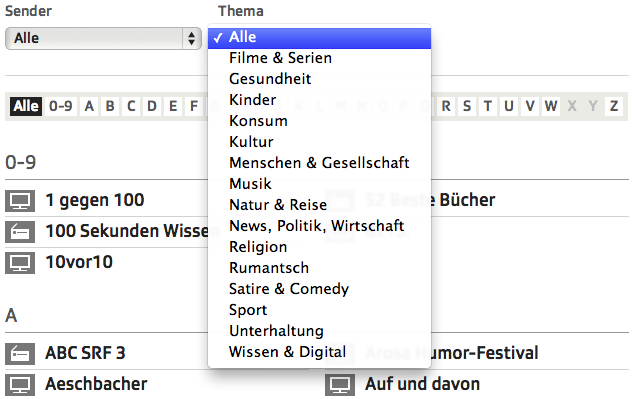 Sender Thema
Alle
Alle
Filme & Serien
Gesundheit
Kinder
Konsum
Kultur
Menschen & Gesellschaft
Musik
Natur & Reise
News, Politik, Wirtschaft
Religion
Rumantsch
Satire & Comedy
Sport
Unterhaltung
Wissen & Digital
Alle 0-9 A B C D E F R S T U V W X Y Z
0-9
1 gegen 100
52 Beste Bücher
100 Sekunden Wissen
10vor10
A
ABC SRF 3
Arosa Humor-Festival
Aeschbacher
Auf und davon